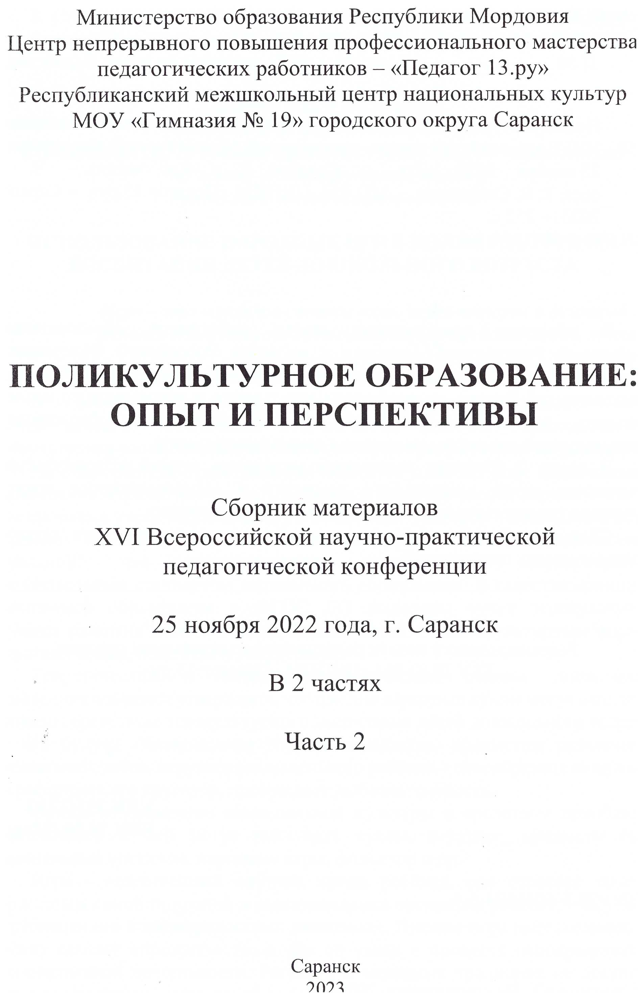 Министерство образования Республики Мордовия
Центр непрерывного повышения профессионального мастерства
педагогических работников – «Педагог 13.ру»
Республиканский межшкольный центр национальных культур
МОУ «Гимназия № 19» городского округа Саранск
ПОЛИКУЛЬТУРНОЕ ОБРАЗОВАНИЕ:
ОПЫТ И ПЕРСПЕКТИВЫ
Сборник материалов
XVI Всероссийской научно-практической
педагогической конференции
25 ноября 2022 года, г. Саранск
В 2 частях
Часть 2
Саранск
2023